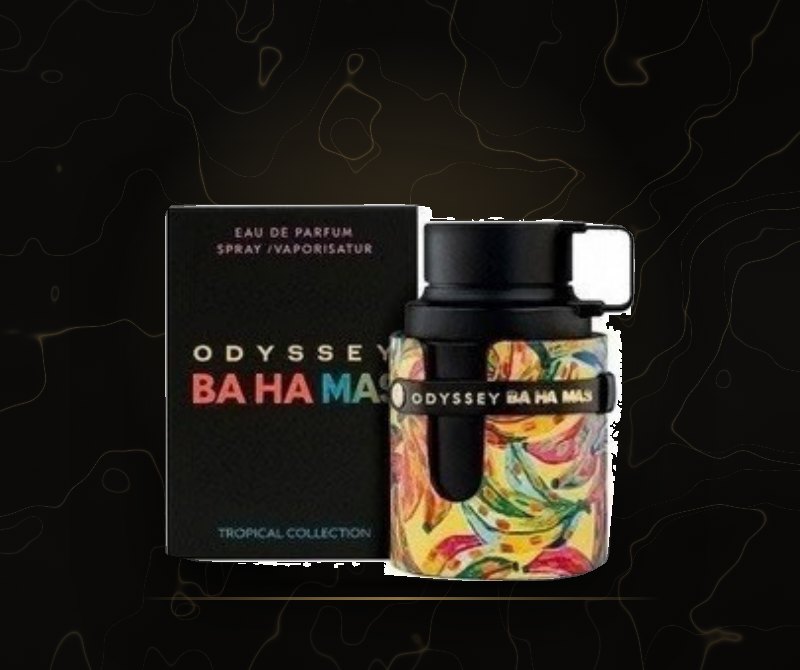 EAU DE PARFUM
SPRAY /VAPORISATUR
ODYSSEY
BA HA MAS
TROPICAL COLLECTION
ODYSSEY BA HA MAS